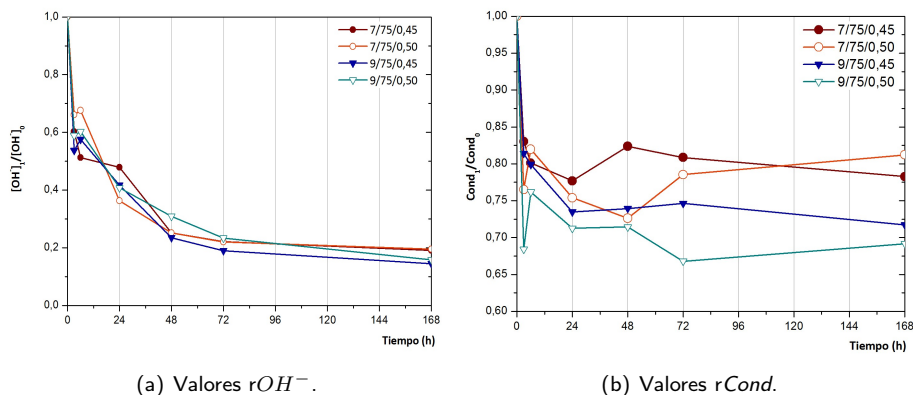 1,0
0,8
0,6
0,4
0,2
0,0
[OH⁻]₁/[OH⁻]₀
7/75/0,45
7/75/0,50
9/75/0,45
9/75/0,50
0 24 48 72 96 120 144 168
Tiempo (h)
(a) Valores rOH⁻.
1,00
0,95
0,90
0,85
0,80
0,75
0,70
0,65
0,60
Cond₁/Cond₀
7/75/0,45
7/75/0,50
9/75/0,45
9/75/0,50
0 24 48 72 96 120 144 168
Tiempo (h)
(b) Valores rCond.